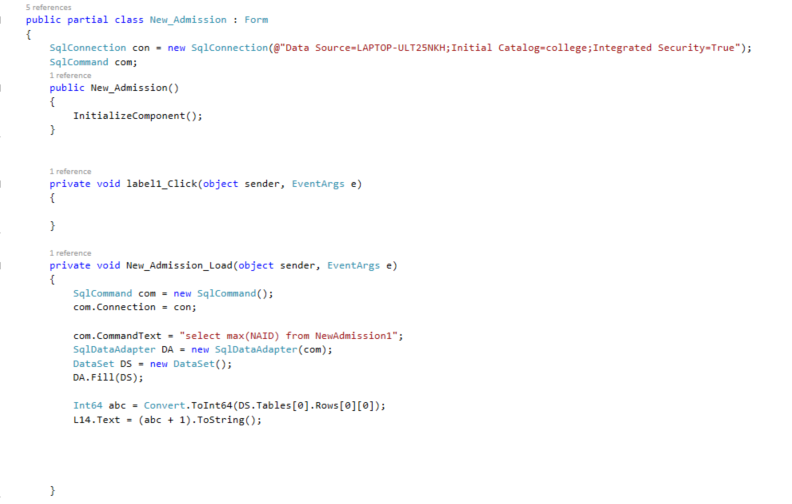 5 references
public partial class New_Admission : Form
{
SqlConnection con = new SqlConnection(@"Data Source=LAPTOP-ULT25NKH;Initial Catalog=college;Integrated Security=True");
SqlCommand com;
1 reference
public New_Admission()
{
InitializeComponent();
}
1 reference
private void label1_Click(object sender, EventArgs e)
{
}
1 reference
private void New_Admission_Load(object sender, EventArgs e)
{
SqlCommand com = new SqlCommand();
com.Connection = con;
com.CommandText = "select max(NAID) from NewAdmission1";
SqlDataAdapter DA = new SqlDataAdapter(com);
DataSet DS = new DataSet();
DA.Fill(DS);
Int64 abc = Convert.ToInt64(DS.Tables[0].Rows[0][0]);
L14.Text = (abc + 1).ToString();
}